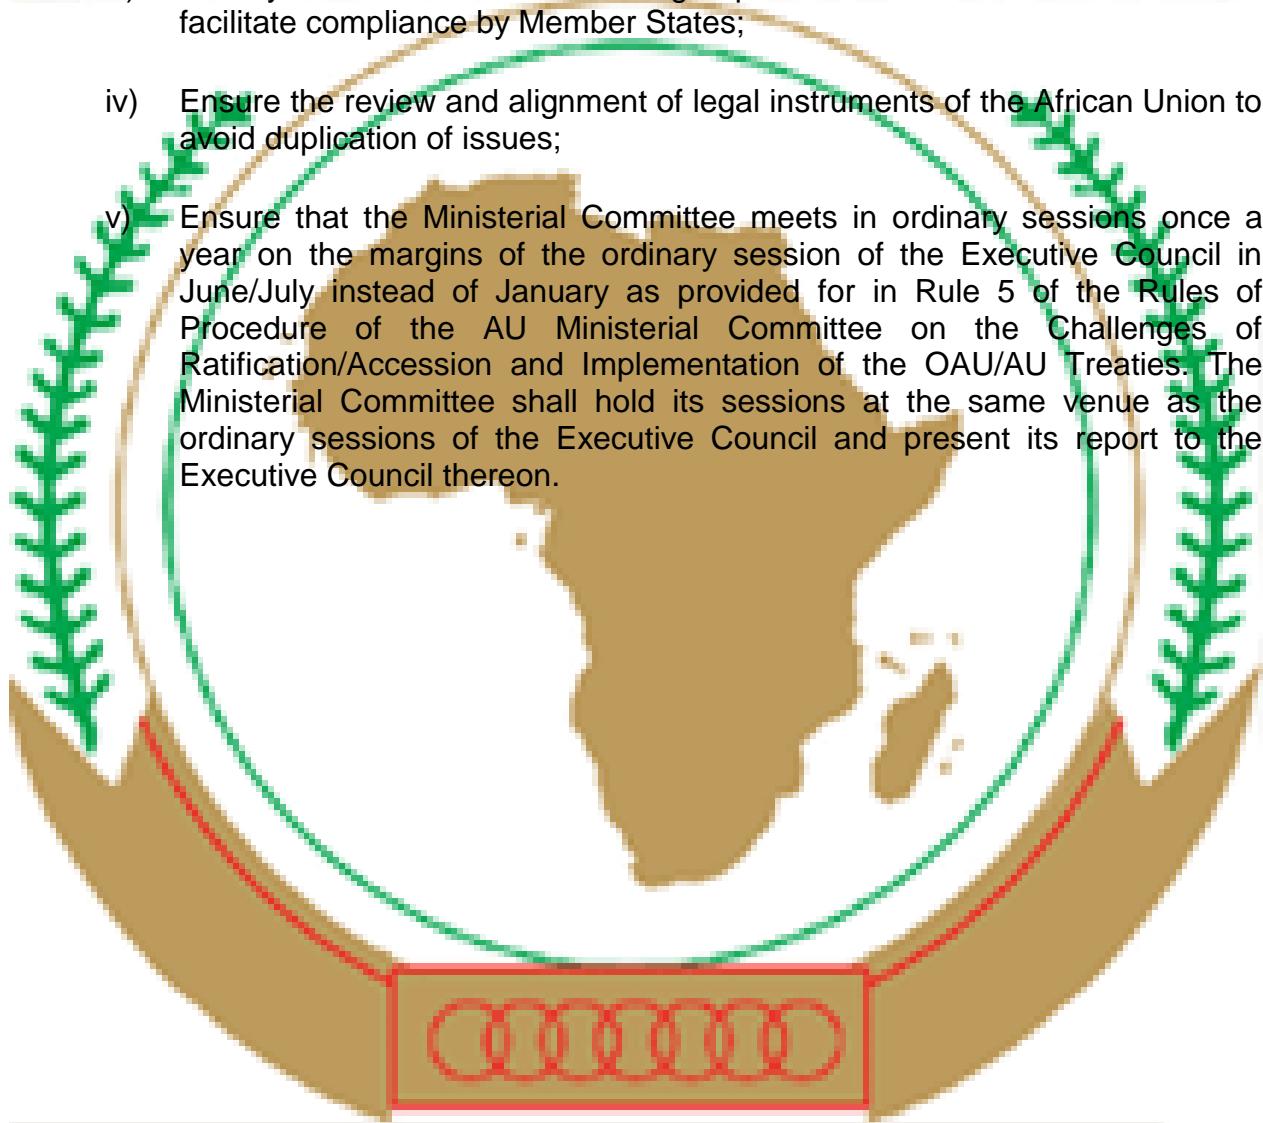 facilitate compliance by Member States;
iv) Ensure the review and alignment of legal instruments of the African Union to
avoid duplication of issues;
v) Ensure that the Ministerial Committee meets in ordinary sessions once a
year on the margins of the ordinary session of the Executive Council in
June/July instead of January as provided for in Rule 5 of the Rules of
Procedure of the AU Ministerial Committee on the Challenges of
Ratification/Accession and Implementation of the OAU/AU Treaties. The
Ministerial Committee shall hold its sessions at the same venue as the
ordinary sessions of the Executive Council and present its report to the
Executive Council thereon.